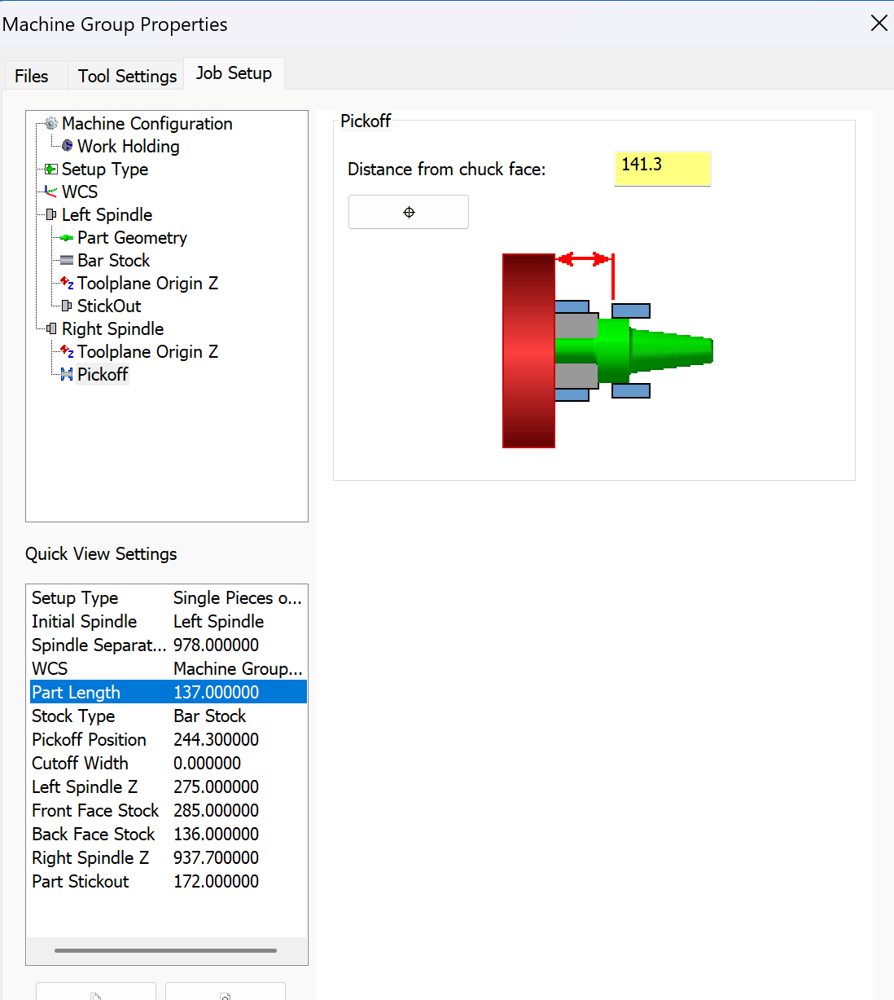 Machine Group Properties
Files
Tool Settings
Job Setup
Machine Configuration
Work Holding
Setup Type
WCS
Left Spindle
Part Geometry
Bar Stock
Toolplane Origin Z
StickOut
Right Spindle
Toolplane Origin Z
Pickoff
Pickoff
Distance from chuck face: 141.3
Quick View Settings
Setup Type Single Pieces o...
Initial Spindle Left Spindle
Spindle Separat... 978.000000
WCS Machine Group...
Part Length 137.000000
Stock Type Bar Stock
Pickoff Position 244.300000
Cutoff Width 0.000000
Left Spindle Z 275.000000
Front Face Stock 285.000000
Back Face Stock 136.000000
Right Spindle Z 937.700000
Part Stickout 172.000000